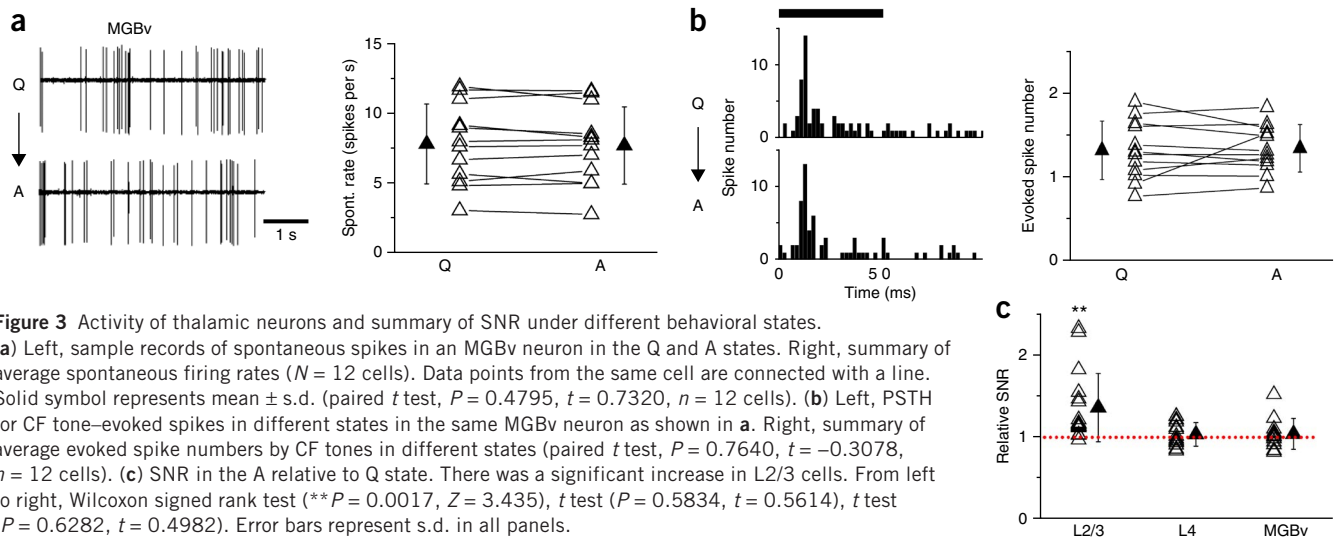 a
MGBv
Q
A
1 s
15
10
5
0
Spont. rate (spikes per s)
Q A
b
Q
A
Spike number
10
0
10
0
0 50
Time (ms)
Evoked spike number
2
1
0
Q A
igure 3 Activity of thalamic neurons and summary of SNR under different behavioral states.
a) Left, sample records of spontaneous spikes in an MGBv neuron in the Q and A states. Right, summary of
average spontaneous firing rates (N = 12 cells). Data points from the same cell are connected with a line.
Solid symbol represents mean ± s.d. (paired t test, P = 0.4795, t = 0.7320, n = 12 cells). (b) Left, PSTH
or CF tone–evoked spikes in different states in the same MGBv neuron as shown in a. Right, summary of
average evoked spike numbers by CF tones in different states (paired t test, P = 0.7640, t = –0.3078,
n = 12 cells). (c) SNR in the A relative to Q state. There was a significant increase in L2/3 cells. From left
o right, Wilcoxon signed rank test (**P = 0.0017, Z = 3.435), t test (P = 0.5834, t = 0.5614), t test
P = 0.6282, t = 0.4982). Error bars represent s.d. in all panels.
c
**
Relative SNR
2
1
0
L2/3 L4 MGBv